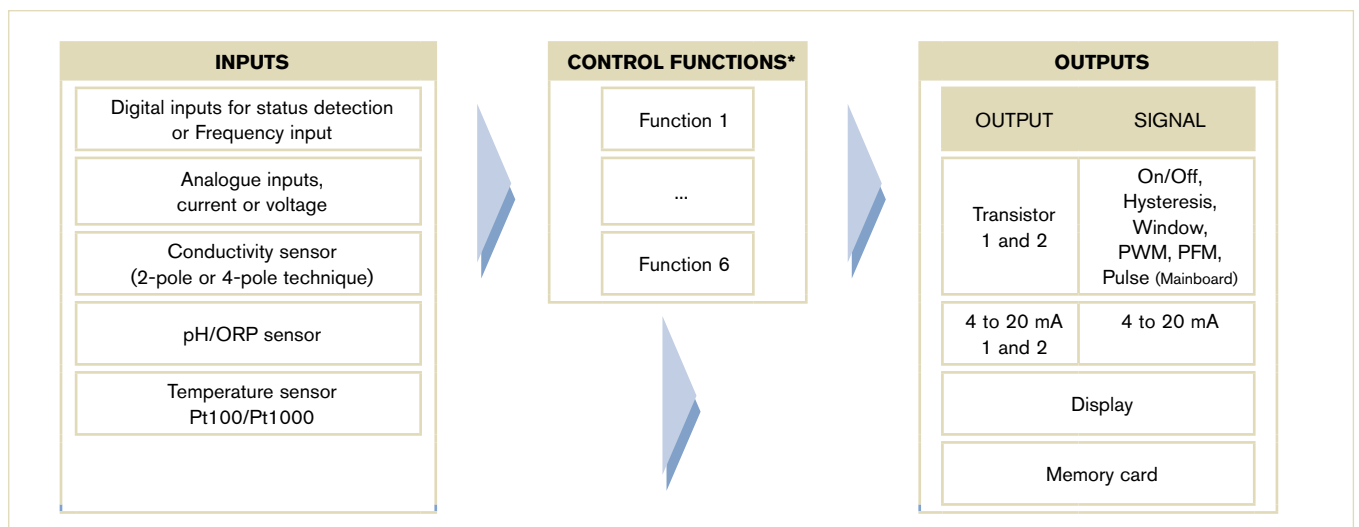 INPUTS
Digital inputs for status detection
or Frequency input
Analogue inputs,
current or voltage
Conductivity sensor
(2-pole or 4-pole technique)
pH/ORP sensor
Temperature sensor
Pt100/Pt1000
CONTROL FUNCTIONS*
Function 1
...
Function 6
OUTPUTS
OUTPUT
SIGNAL
Transistor
1 and 2
On/Off,
Hysteresis,
Window,
PWM, PFM,
Pulse (Mainboard)
4 to 20 mA
1 and 2
4 to 20 mA
Display
Memory card